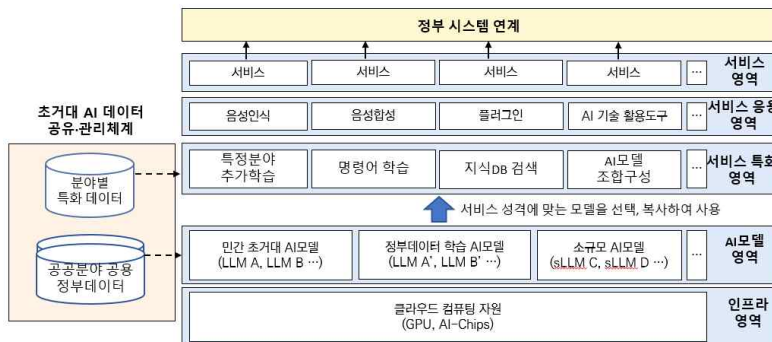 정부 시스템 연계
서비스
서비스
서비스
서비스
…
서비스
영역
초거대 AI 데이터
공유·관리체계
음성인식
음성합성
플러그인
AI 기술 활용도구
…
서비스 응용
영역
분야별
특화 데이터
특정분야
추가학습
명령어 학습
지식DB 검색
AI모델
조합구성
…
서비스 특화
영역
서비스 성격에 맞는 모델을 선택, 복사하여 사용
공공분야 공용
정부데이터
민간 초거대 AI모델
(LLM A, LLM B …)
정부데이터 학습 AI모델
(LLM A’, LLM B’ …)
소규모 AI모델
(sLLM C, sLLM D …)
…
AI모델
영역
클라우드 컴퓨팅 자원
(GPU, AI-Chips)
인프라
영역